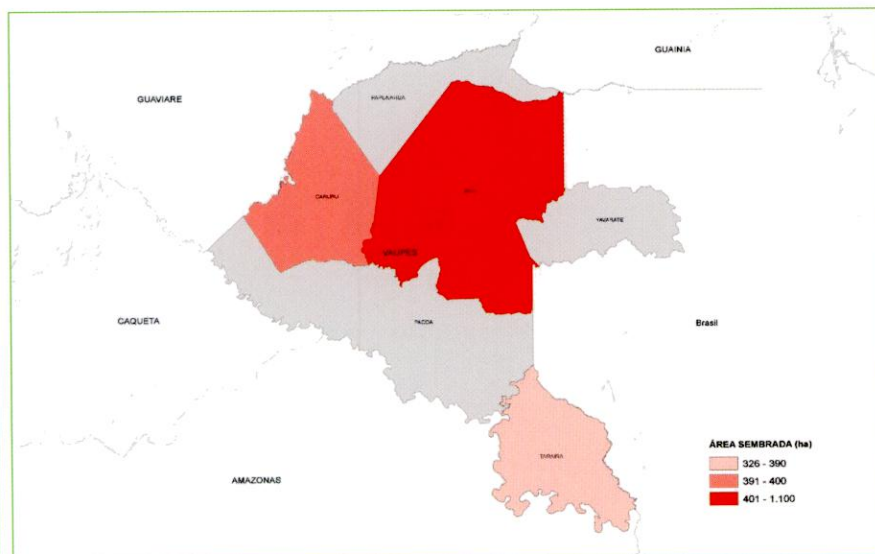 GUAINIA
GUAVIARE
PAPUNAUA
CARURU
YAVARATE
VAUPES
CAQUETA
PACOA
Brasil
TARAIRA
AMAZONAS
ÁREA SEMBRADA (ha)
326 - 390
391 - 400
401 - 1.100